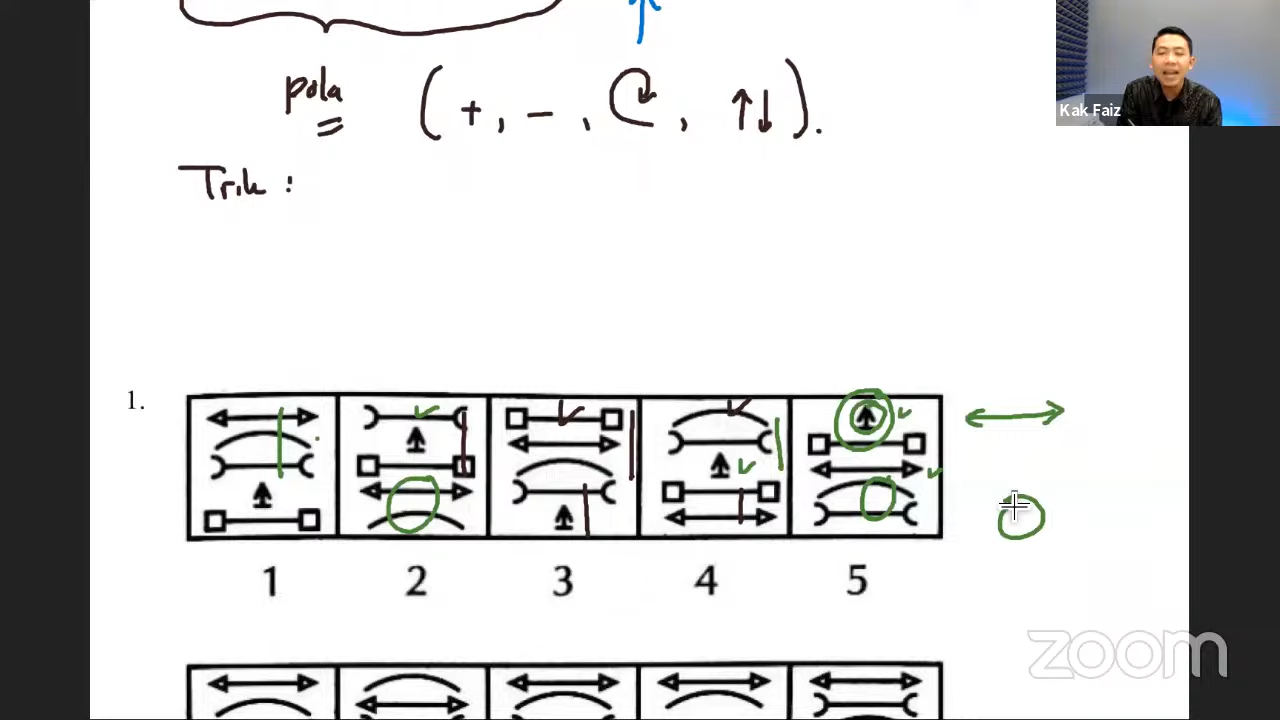 pola ( + , - , , ↑↓ ) .
Kak Faiz
Trik :
1.
1 2 3 4 5
zoom